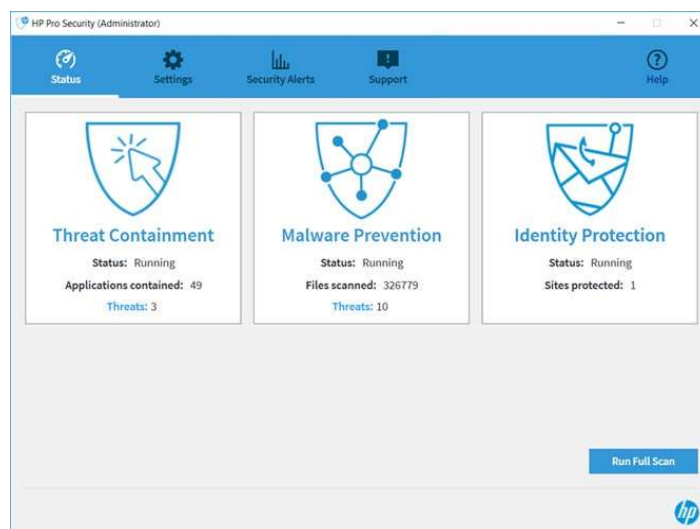 HP Pro Security (Administrator)
Status
Settings
Security Alerts
Support
Help
Threat Containment
Status: Running
Applications contained: 49
Threats: 3
Malware Prevention
Status: Running
Files scanned: 326779
Threats: 10
Identity Protection
Status: Running
Sites protected: 1
Run Full Scan
hp